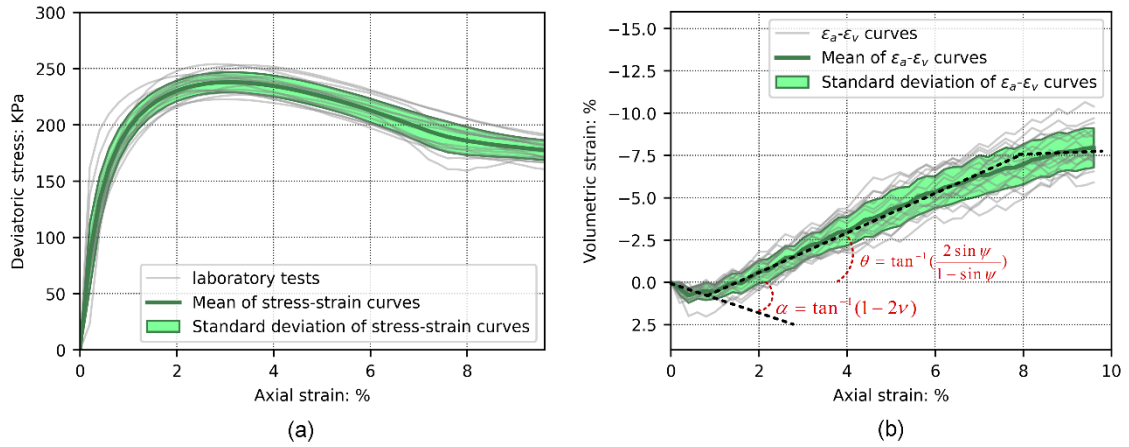 300
250
200
150
100
50
0
Deviatoric stress: KPa
laboratory tests
Mean of stress-strain curves
Standard deviation of stress-strain curves
0 2 4 6 8
Axial strain: %
(a)
−15.0
−12.5
−10.0
−7.5
−5.0
−2.5
0.0
2.5
Volumetric strain: %
εₐ-εᵥ curves
Mean of εₐ-εᵥ curves
Standard deviation of εₐ-εᵥ curves
θ = tan⁻¹(2 sin ψ / 1 − sin ψ)
α = tan⁻¹(1 − 2ν)
0 2 4 6 8 10
Axial strain: %
(b)